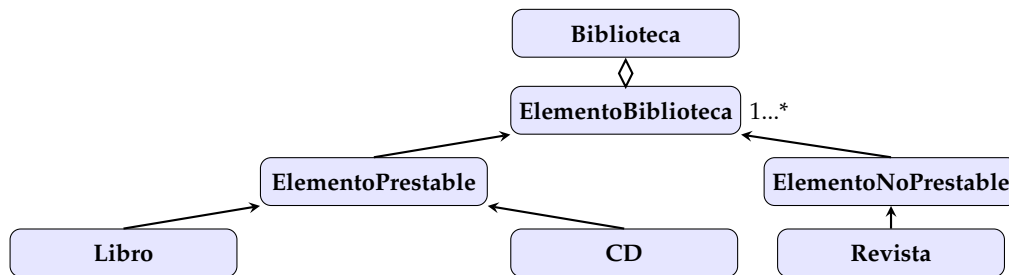 Biblioteca
ElementoBiblioteca 1...*
ElementoPrestable ElementoNoPrestable
Libro CD Revista